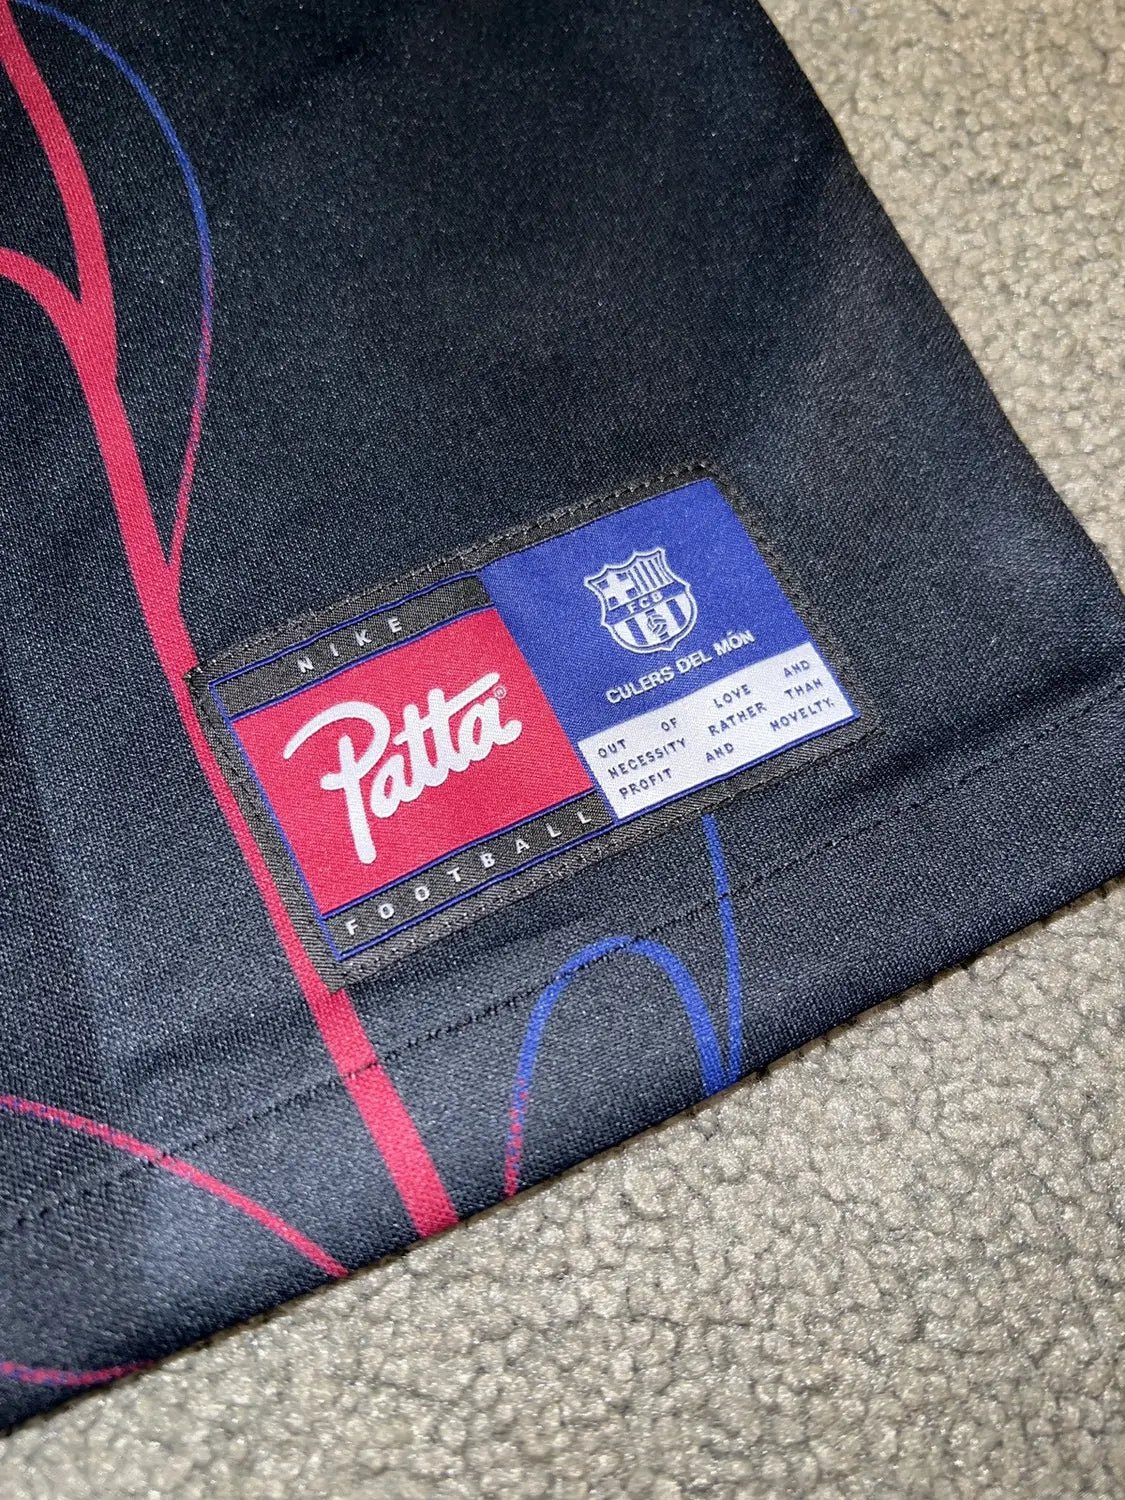 NIKE
Patta®
FOOTBALL
FCB
CULERS DEL MÓN
OUT OF LOVE AND
NECESSITY RATHER THAN
PROFIT AND NOVELTY.